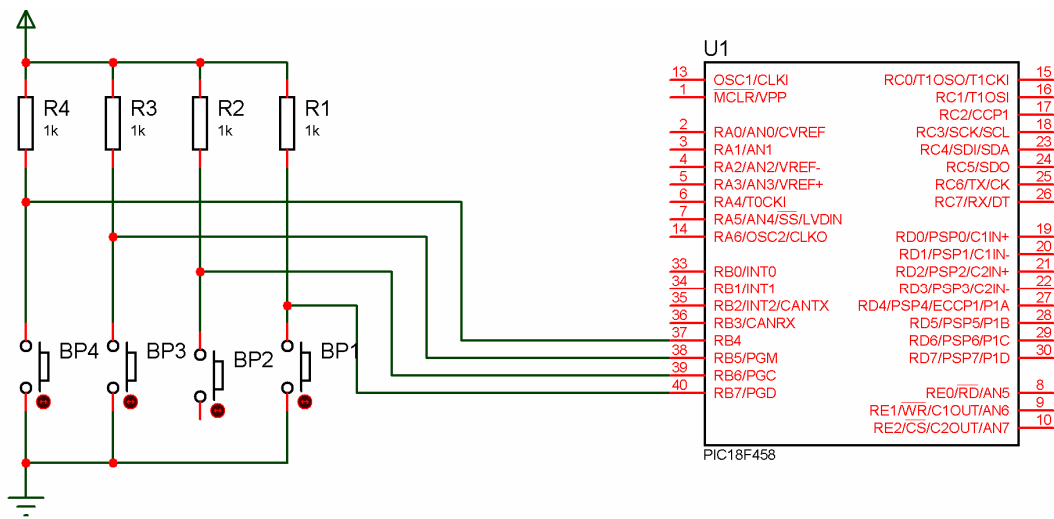 R4
1k
R3
1k
R2
1k
R1
1k
BP4
BP3
BP2
BP1
U1
13 OSC1/CLKI
1 MCLR/VPP
2 RA0/AN0/CVREF
3 RA1/AN1
4 RA2/AN2/VREF-
5 RA3/AN3/VREF+
6 RA4/T0CKI
7 RA5/AN4/SS/LVDIN
14 RA6/OSC2/CLKO
33 RB0/INT0
34 RB1/INT1
35 RB2/INT2/CANTX
36 RB3/CANRX
37 RB4
38 RB5/PGM
39 RB6/PGC
40 RB7/PGD
RC0/T1OSO/T1CKI 15
RC1/T1OSI 16
RC2/CCP1 17
RC3/SCK/SCL 18
RC4/SDI/SDA 23
RC5/SDO 24
RC6/TX/CK 25
RC7/RX/DT 26
RD0/PSP0/C1IN+ 19
RD1/PSP1/C1IN- 20
RD2/PSP2/C2IN+ 21
RD3/PSP3/C2IN- 22
RD4/PSP4/ECCP1/P1A 27
RD5/PSP5/P1B 28
RD6/PSP6/P1C 29
RD7/PSP7/P1D 30
RE0/RD/AN5 8
RE1/WR/C1OUT/AN6 9
RE2/CS/C2OUT/AN7 10
PIC18F458